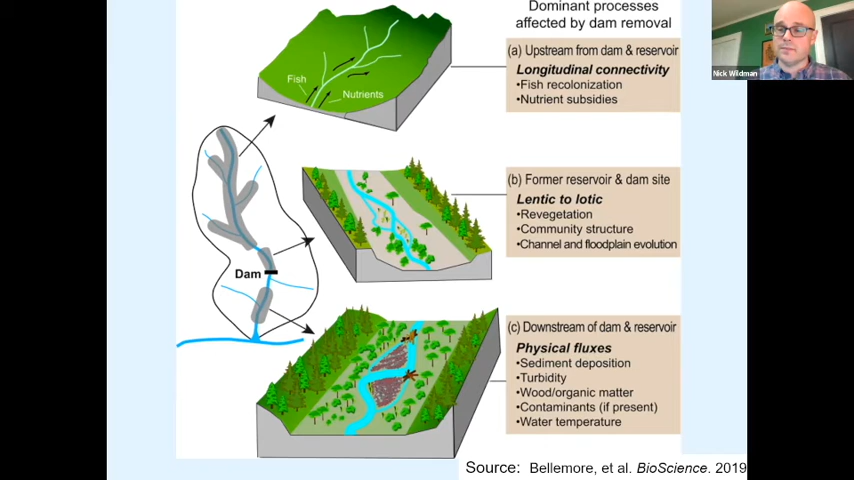 Dominant processes
affected by dam removal
Nick Wildman
(a) Upstream from dam & reservoir
Longitudinal connectivity
•Fish recolonization
•Nutrient subsidies
Fish
Nutrients
(b) Former reservoir & dam site
Lentic to lotic
•Revegetation
•Community structure
•Channel and floodplain evolution
Dam
(c) Downstream of dam & reservoir
Physical fluxes
•Sediment deposition
•Turbidity
•Wood/organic matter
•Contaminants (if present)
•Water temperature
Source: Bellemore, et al. BioScience. 2019